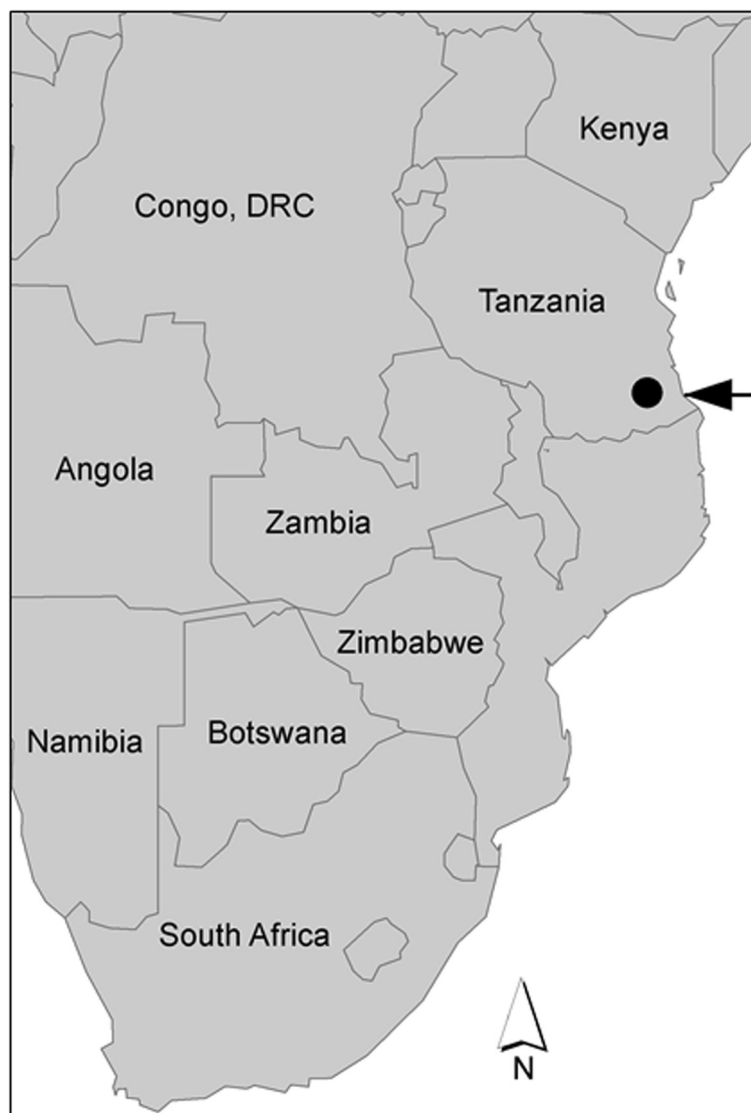 Kenya
Congo, DRC
Tanzania
Angola
Zambia
Zimbabwe
Botswana
Namibia
South Africa
N